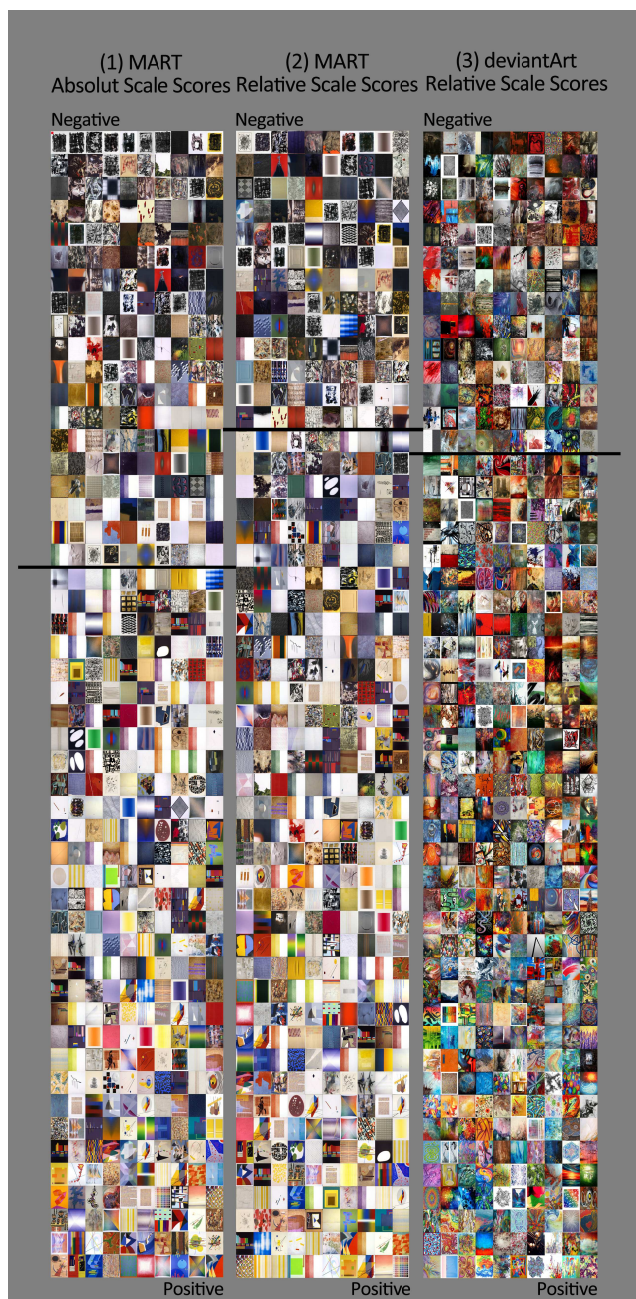 (1) MART
Absolut Scale Scores
(2) MART
Relative Scale Scores
(3) deviantArt
Relative Scale Scores
Negative
Negative
Negative
Positive
Positive
Positive